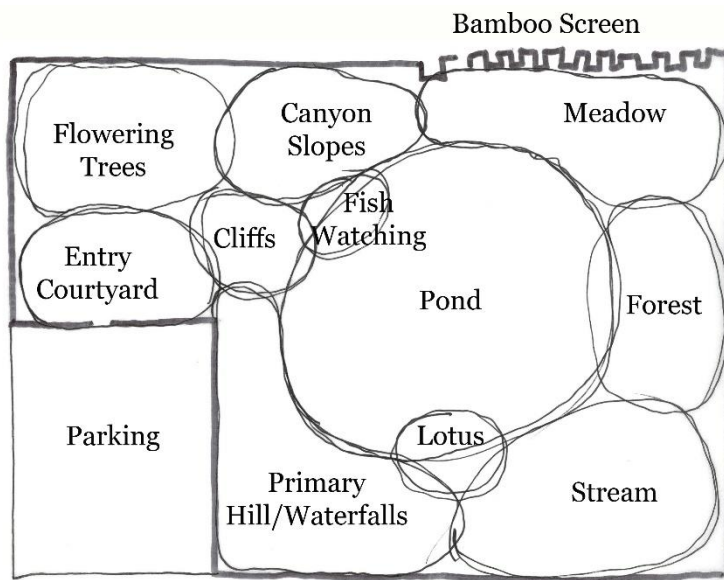 Bamboo Screen
Flowering
Trees
Canyon
Slopes
Meadow
Entry
Courtyard
Cliffs
Fish
Watching
Pond
Forest
Parking
Lotus
Primary
Hill/Waterfalls
Stream